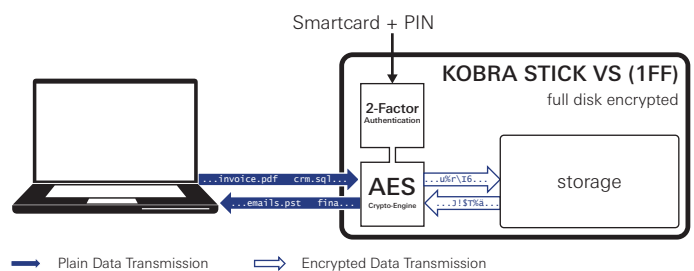 Smartcard + PIN
KOBRA STICK VS (1FF)
full disk encrypted
2-Factor
Authentication
...invoice.pdf crm.sql...
AES
Crypto-Engine
...u%r\I6...
storage
...emails.pst fina...
...J!$T%ä...
Plain Data Transmission
Encrypted Data Transmission